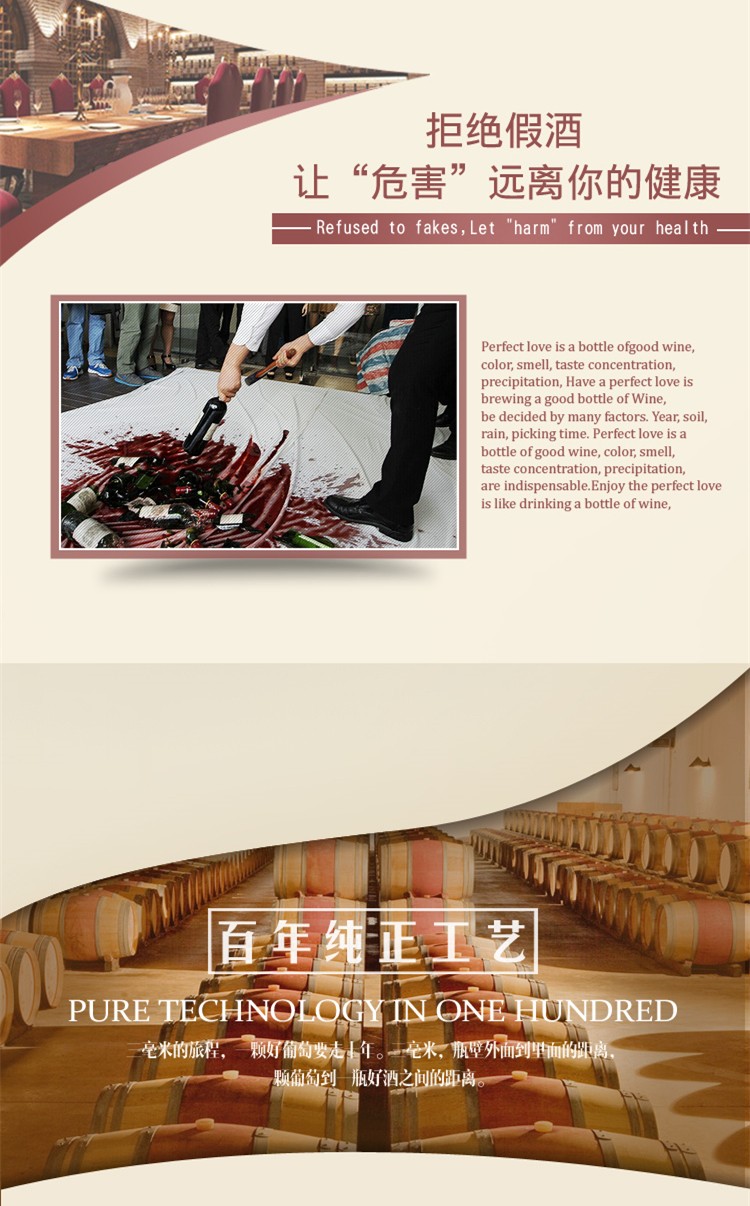 拒绝假酒
让“危害”远离你的健康
Refused to fakes,Let "harm" from your health
Perfect love is a bottle ofgood wine,
color, smell, taste concentration,
precipitation, Have a perfect love is
brewing a good bottle of Wine,
be decided by many factors. Year, soil,
rain, picking time. Perfect love is a
bottle of good wine, color, smell,
taste concentration, precipitation,
are indispensable.Enjoy the perfect love
is like drinking a bottle of wine,
百年纯正工艺
PURE TECHNOLOGY IN ONE HUNDRED
三毫米的旅程，一颗好葡萄要走十年。三毫米，瓶壁外面到里面的距离，
一颗葡萄到一瓶好酒之间的距离。